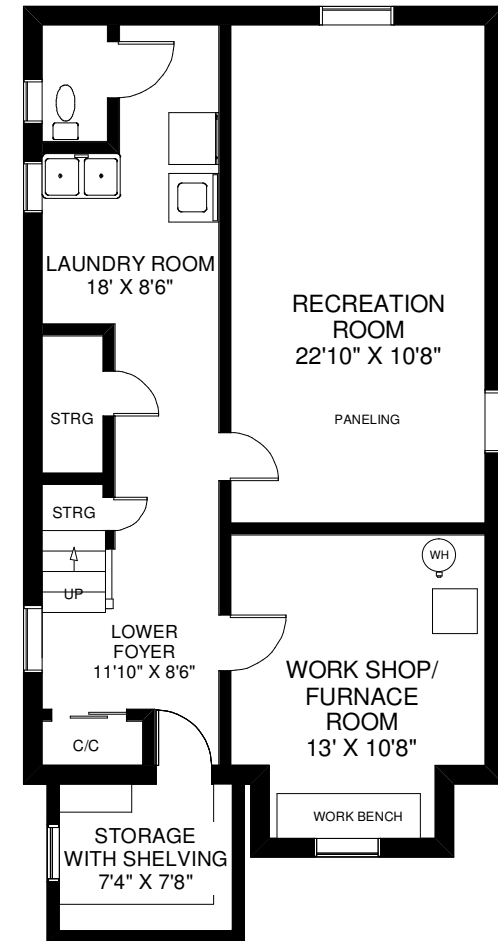 LAUNDRY ROOM
18' X 8'6"
RECREATION
ROOM
22'10" X 10'8"
PANELING
STRG
STRG
UP
WH
LOWER
FOYER
11'10" X 8'6"
WORK SHOP/
FURNACE
ROOM
13' X 10'8"
C/C
WORK BENCH
STORAGE
WITH SHELVING
7'4" X 7'8"